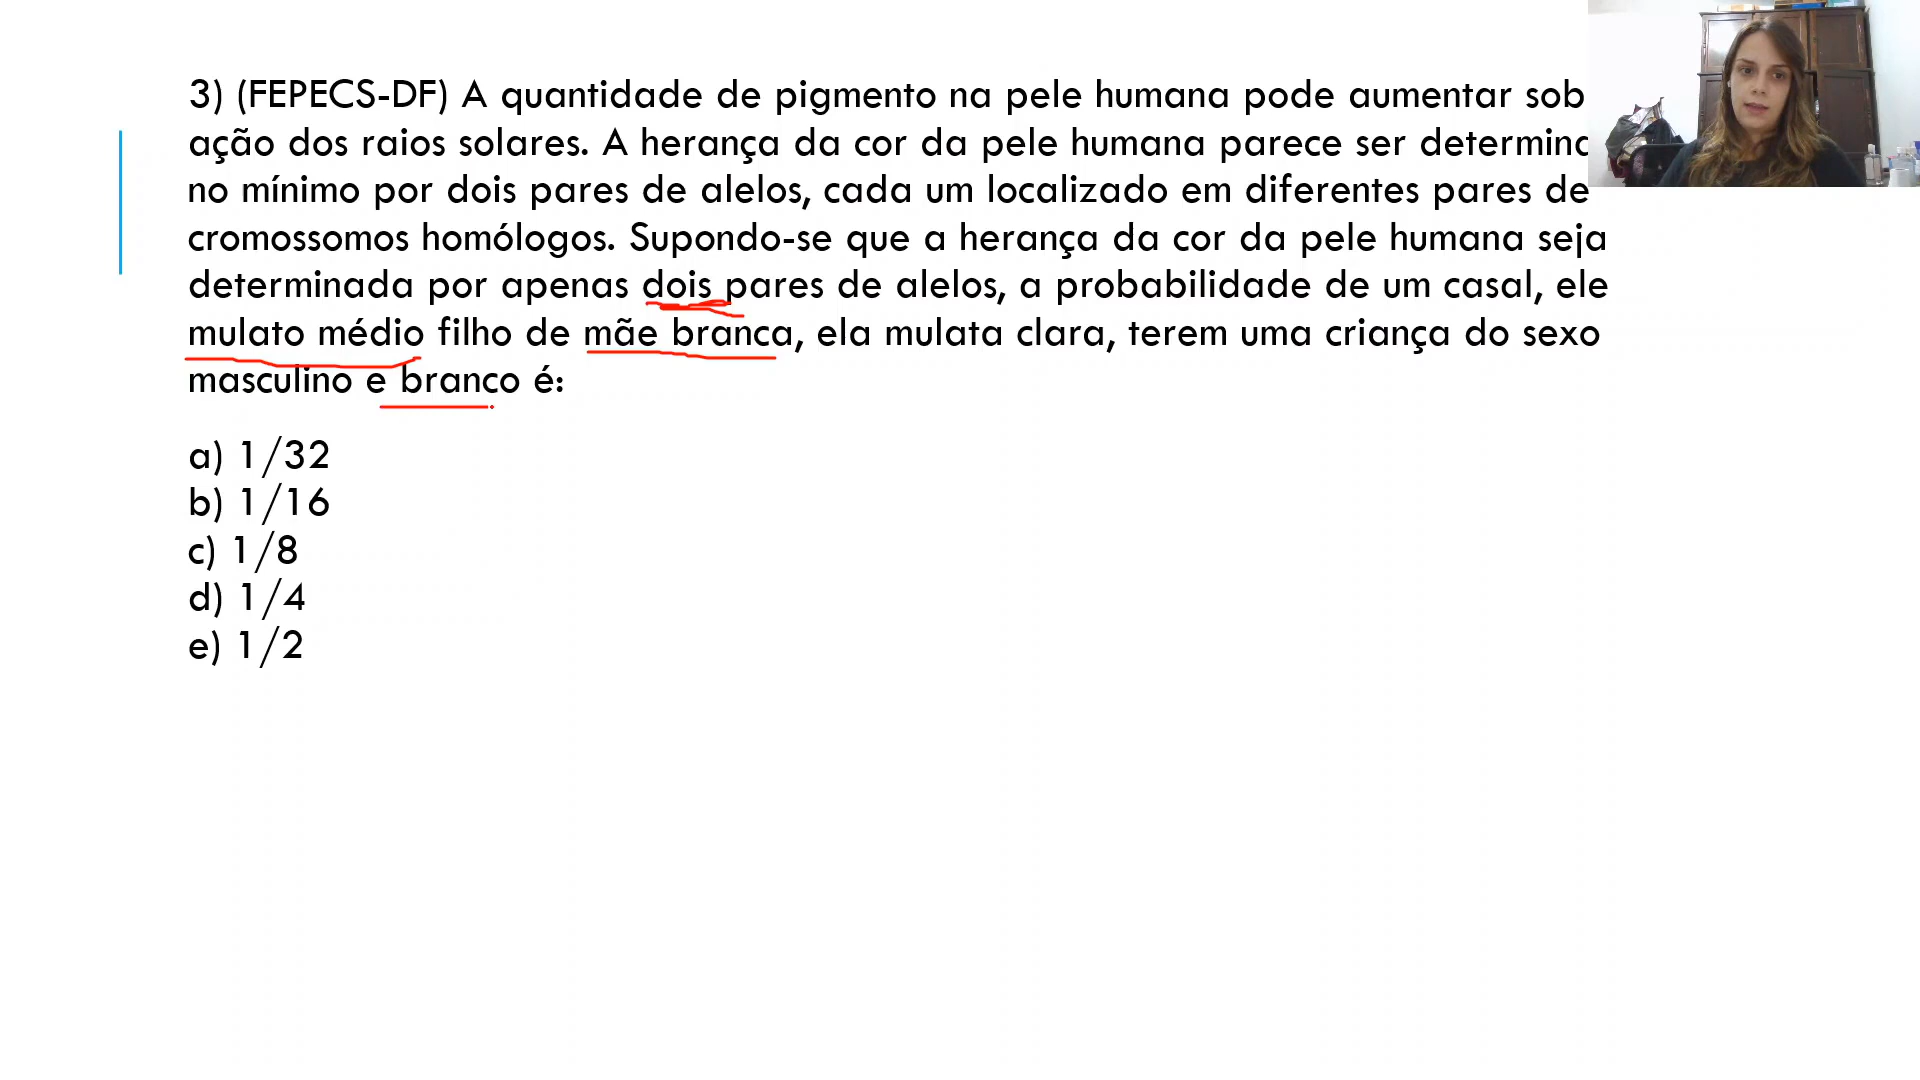 3) (FEPECS-DF) A quantidade de pigmento na pele humana pode aumentar sob
ação dos raios solares. A herança da cor da pele humana parece ser
no mínimo por dois pares de alelos, cada um localizado em diferentes pares de
cromossomos homólogos. Supondo-se que a herança da cor da pele humana seja
determinada por apenas dois pares de alelos, a probabilidade de um casal, ele
mulato médio filho de mãe branca, ela mulata clara, terem uma criança do sexo
masculino e branco é:
a) 1/32
b) 1/16
c) 1/8
d) 1/4
e) 1/2